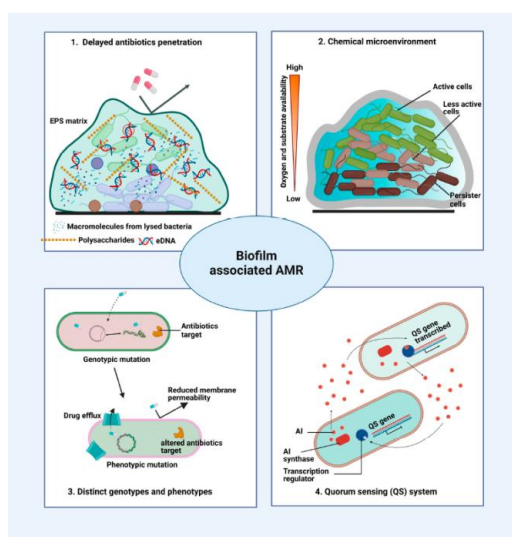 1. Delayed antibiotics penetration
EPS matrix
Macromolecules from lysed bacteria
Polysaccharides
eDNA
2. Chemical microenvironment
High
Oxygen and substrate availability
Low
Active cells
Less active
cells
Persister
cells
Biofilm
associated AMR
Antibiotics
target
Genotypic mutation
Reduced membrane
permeability
Drug efflux
altered antibiotics
target
Phenotypic mutation
3. Distinct genotypes and phenotypes
QS gene
transcribed
QS gene
AI
AI
synthase
Transcription
regulator
4. Quorum sensing (QS) system